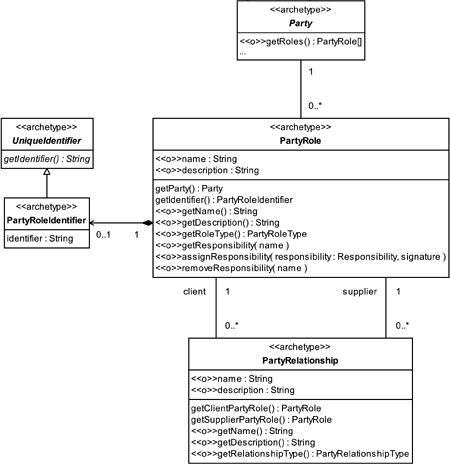 <<archetype>>
Party
<<o>>getRoles() : PartyRole[]
...
1
0..*
<<archetype>>
UniqueIdentifier
getIdentifier() : String
<<archetype>>
PartyRoleIdentifier
identifier : String
0..1
1
<<archetype>>
PartyRole
<<o>>name : String
<<o>>description : String
getParty() : Party
getIdentifier() : PartyRoleIdentifier
<<o>>getName() : String
<<o>>getDescription() : String
<<o>>getRoleType() : PartyRoleType
<<o>>getResponsibility( name )
<<o>>assignResponsibility( responsibility : Responsibility, signature )
<<o>>removeResponsibility( name )
client
1
supplier
1
0..*
0..*
<<archetype>>
PartyRelationship
<<o>>name : String
<<o>>description : String
getClientPartyRole() : PartyRole
getSupplierPartyRole() : PartyRole
<<o>>getName() : String
<<o>>getDescription() : String
<<o>>getRelationshipType() : PartyRelationshipType